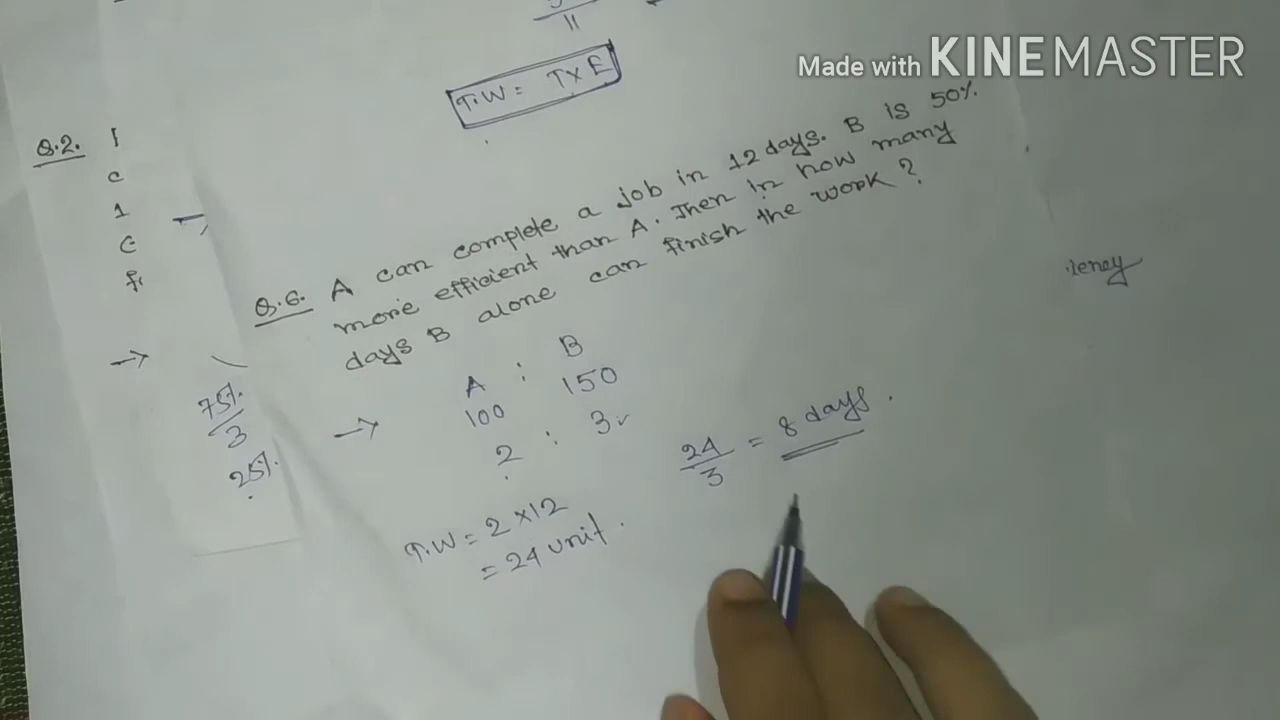 Made with KINEMASTER
11
T.W = T×E
Q.2.
Q.6. A can complete a job in 12 days. B is 50%
more efficient than A. Then in how many
days B alone can finish the work?
A : B
100 150
2 : 3
75%
3
25%
T.W = 2×12
= 24 unit.
24/3 = 8 days.
iency